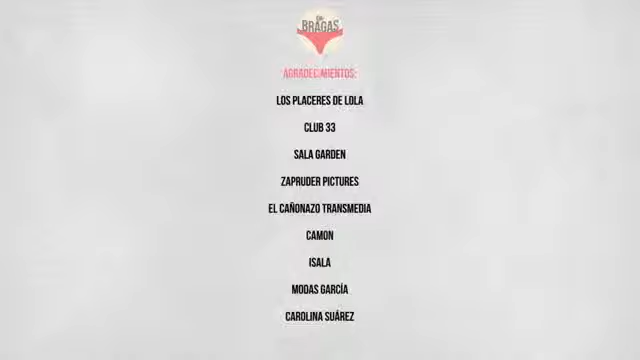 EN
BRAGAS
AGRADECIMIENTOS:
LOS PLACERES DE LOLA
CLUB 33
SALA GARDEN
ZAPRUDER PICTURES
EL CAÑONAZO TRANSMEDIA
CAMON
ISALA
MODAS GARCÍA
CAROLINA SUÁREZ